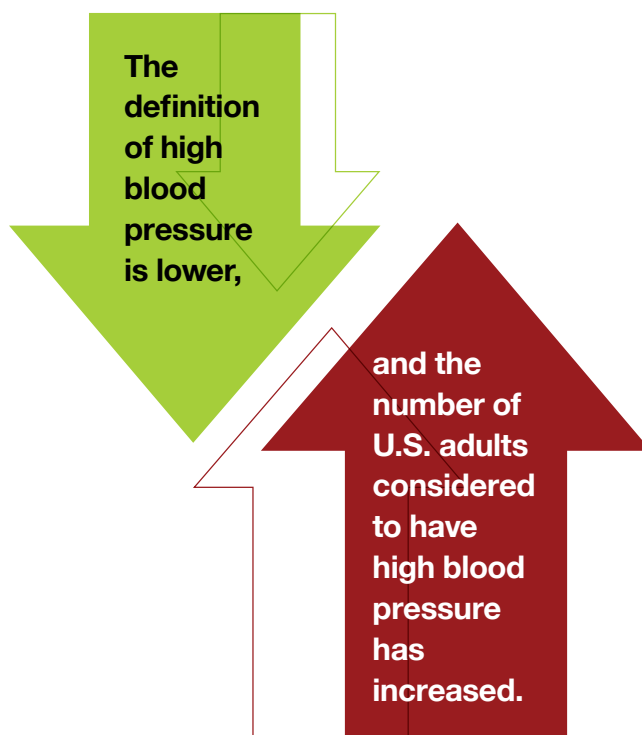 The
definition
of high
blood
pressure
is lower,
and the
number of
U.S. adults
considered
to have
high blood
pressure
has
increased.